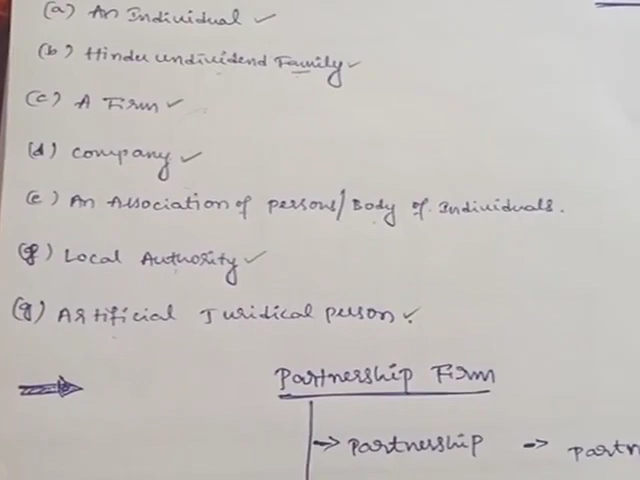 (a) An Individual ✓
(b) Hindu undividend Family ✓
(c) A Firm ✓
(d) company ✓
(e) An Association of persons/Body of Individuals.
(f) Local Authority ✓
(g) Artificial Juridical person ✓.
Partnership Firm
→ partnership →